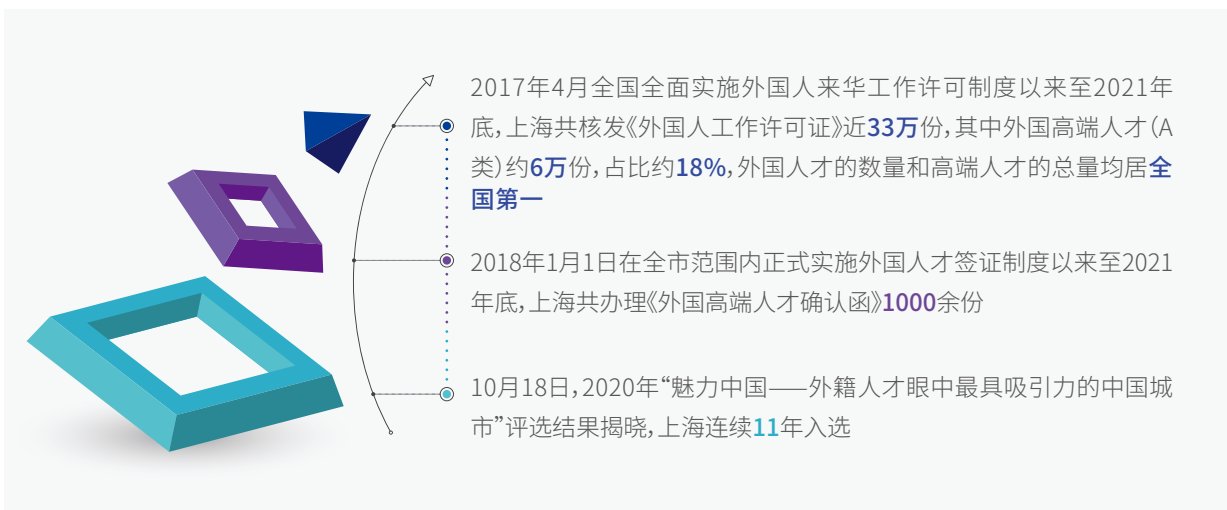 2017年4月全国全面实施外国人来华工作许可制度以来至2021年
底，上海共核发《外国人工作许可证》近33万份，其中外国高端人才（A
类）约6万份，占比约18%，外国人才的数量和高端人才的总量均居全
国第一
2018年1月1日在全市范围内正式实施外国人才签证制度以来至2021
年底，上海共办理《外国高端人才确认函》1000余份
10月18日，2020年“魅力中国——外籍人才眼中最具吸引力的中国城
市”评选结果揭晓，上海连续11年入选